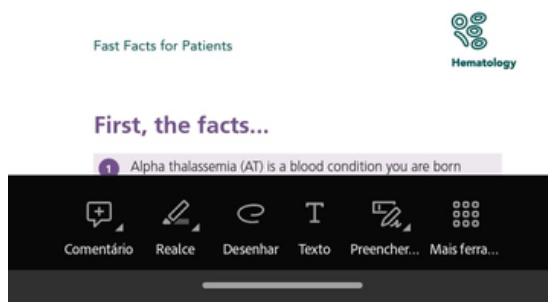 Fast Facts for Patients
Hematology
First, the facts...
1 Alpha thalassemia (AT) is a blood condition you are born
Comentário Realce Desenhar Texto Preencher... Mais ferra...